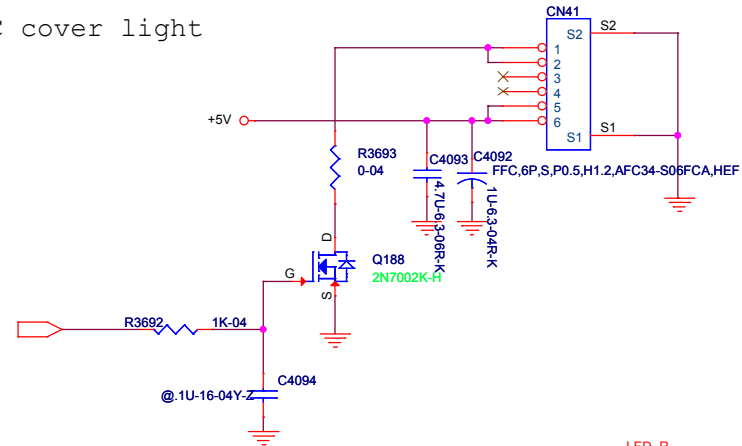 C cover light
CN41
S2
S2
1
2
3
4
5
6
S1
S1
+5V
R3693
0-04
C4093
C4092
FFC,6P,S,P0.5,H1.2,AFC34-S06FCA,HEF
4.7U-6.3-06R-K
1U-6.3-04R-K
D
Q188
2N7002K-H
G
S
R3692
1K-04
C4094
@.1U-16-04Y-Z